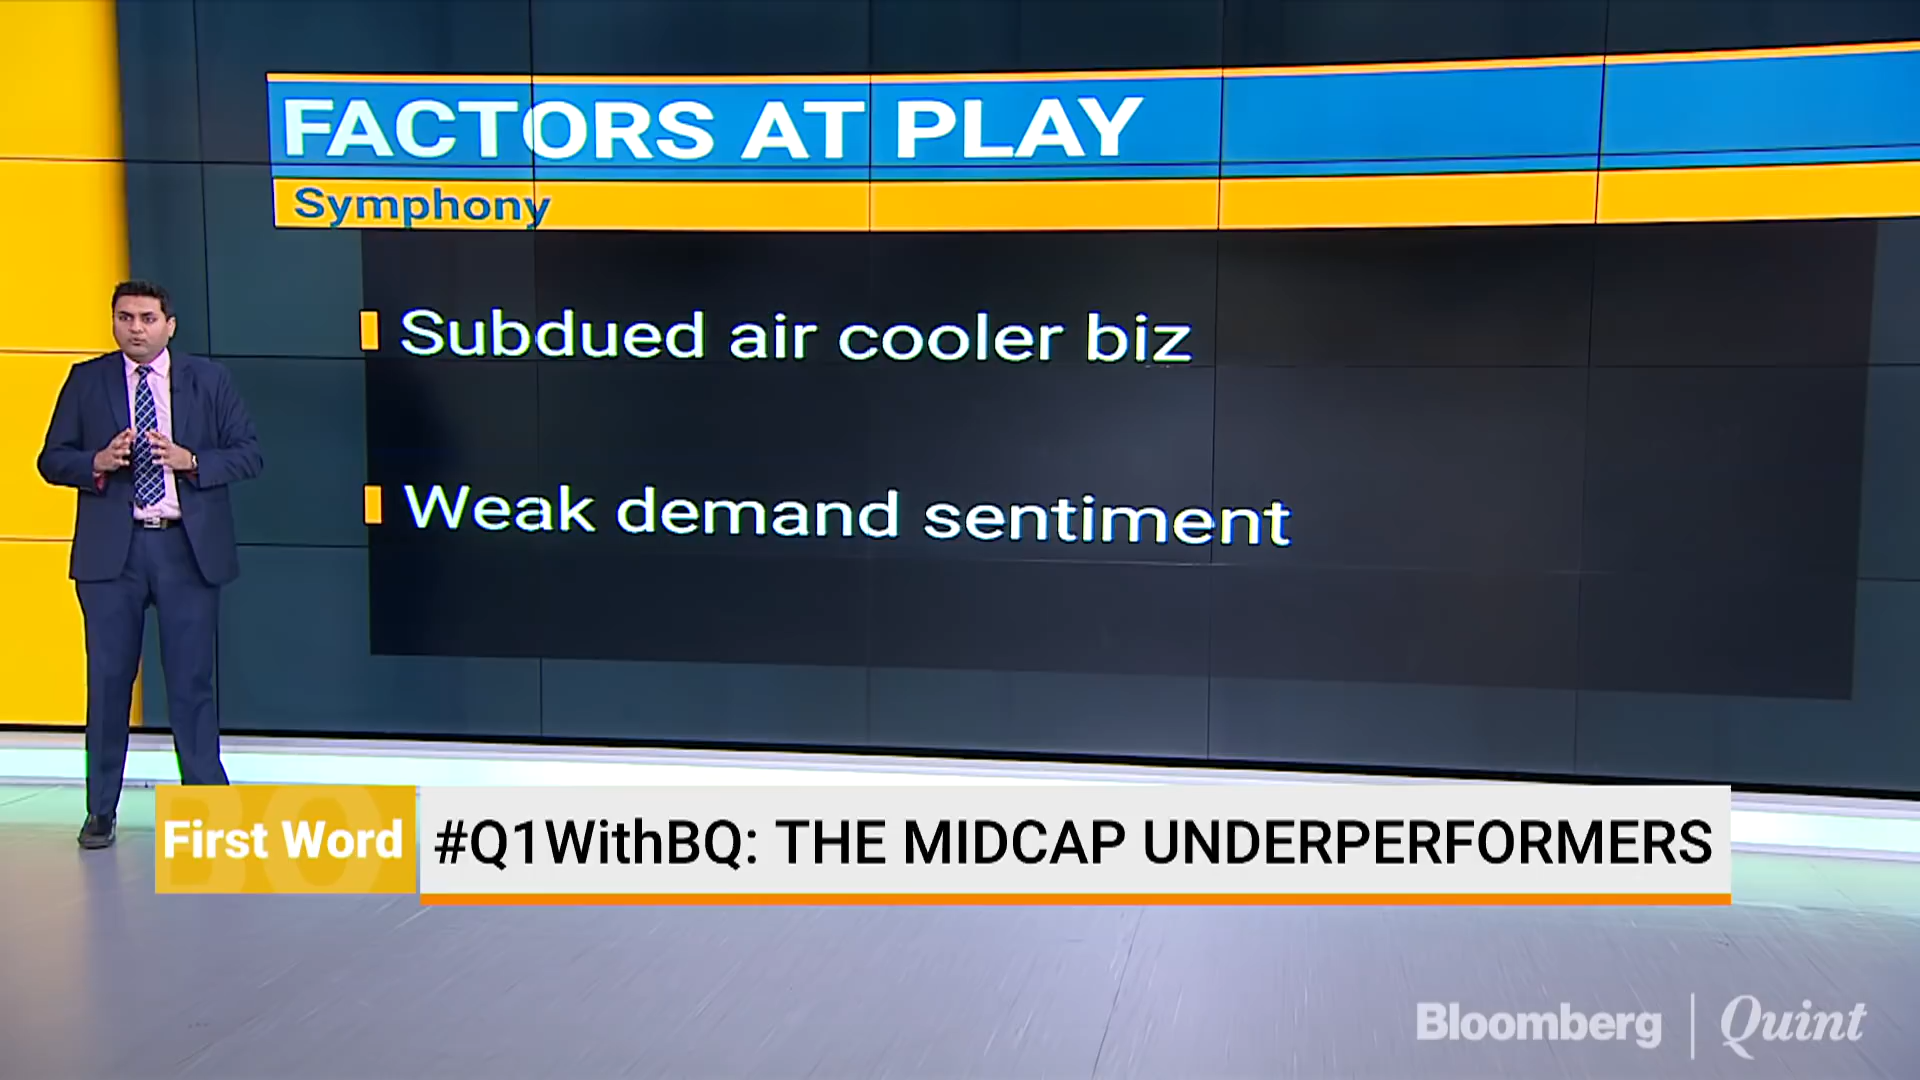 FACTORS AT PLAY
Symphony
Subdued air cooler biz
Weak demand sentiment
First Word
#Q1WithBQ: THE MIDCAP UNDERPERFORMERS
Bloomberg | Quint